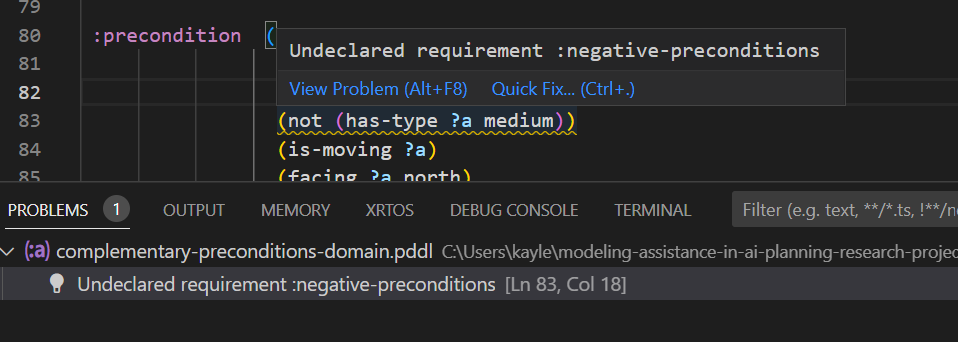 79
80 :precondition (
Undeclared requirement :negative-preconditions
81
View Problem (Alt+F8) Quick Fix... (Ctrl+.)
82
83 (not (has-type ?a medium))
84 (is-moving ?a)
85 (facing ?a north)
PROBLEMS 1 OUTPUT MEMORY XRTOS DEBUG CONSOLE TERMINAL Filter (e.g. text, **/*.ts, !**/n
(:a) complementary-preconditions-domain.pddl C:\Users\kayle\modeling-assistance-in-ai-planning-research-projec
Undeclared requirement :negative-preconditions [Ln 83, Col 18]